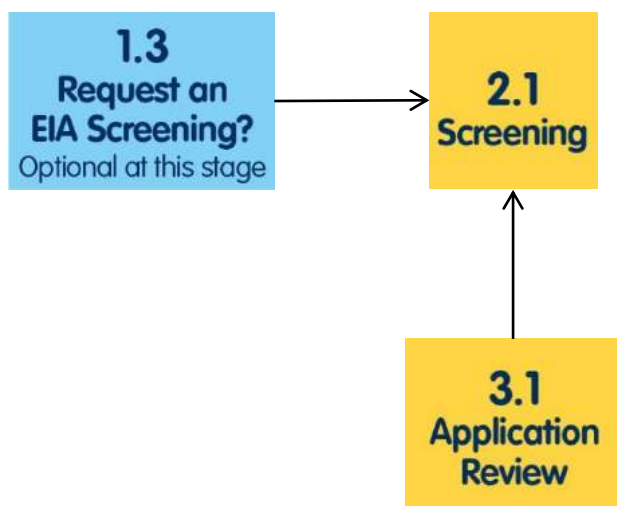 1.3
Request an
EIA Screening?
Optional at this stage
2.1
Screening
3.1
Application
Review